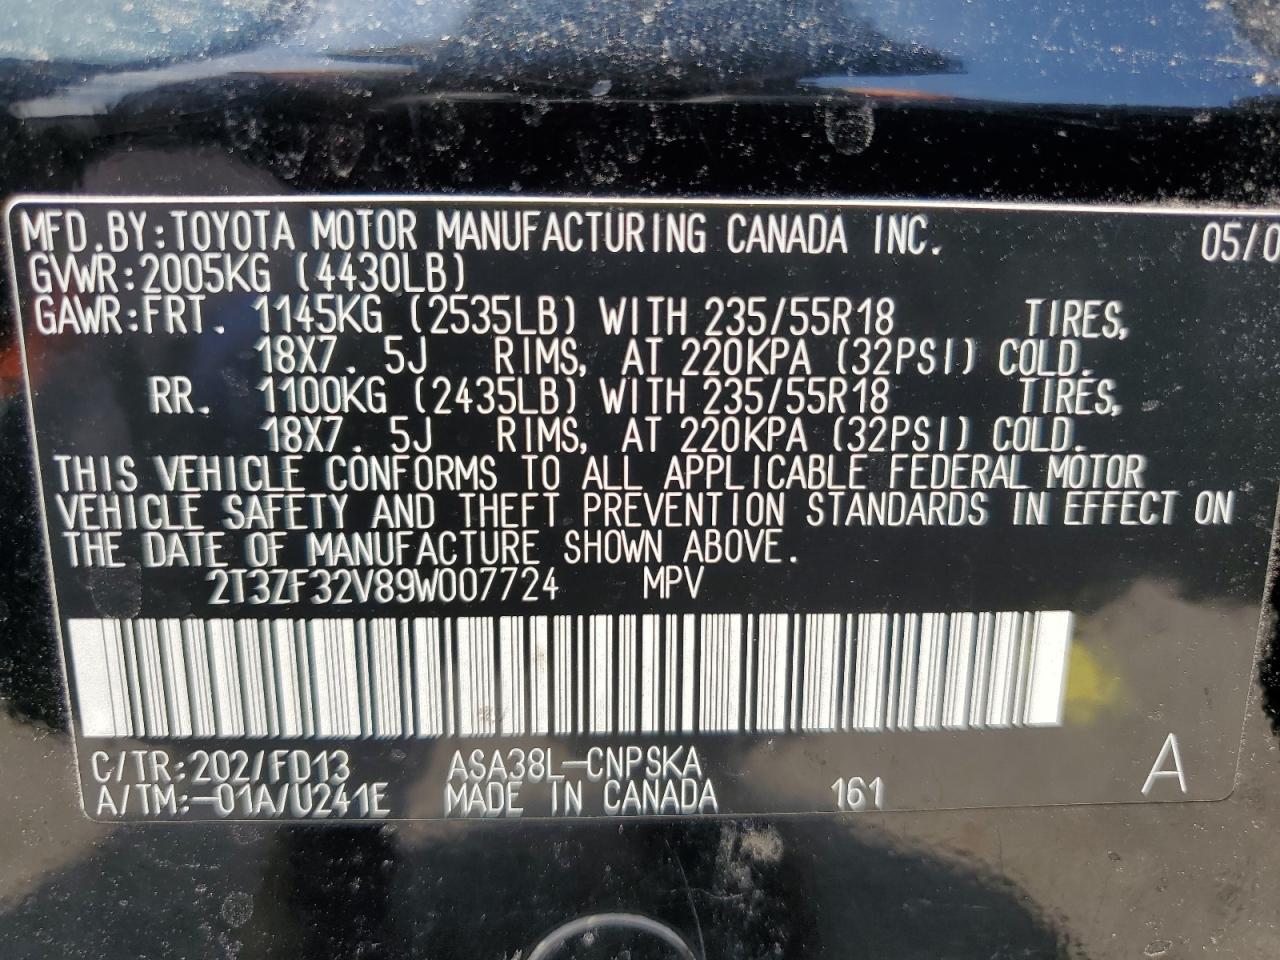 MFD.BY:TOYOTA MOTOR MANUFACTURING CANADA INC. 05/0
GVWR:2005KG (4430LB)
GAWR:FRT. 1145KG (2535LB) WITH 235/55R18 TIRES,
18X7. 5J RIMS, AT 220KPA (32PSI) COLD.
RR. 1100KG (2435LB) WITH 235/55R18 TIRES,
18X7. 5J RIMS, AT 220KPA (32PSI) COLD.
THIS VEHICLE CONFORMS TO ALL APPLICABLE FEDERAL MOTOR
VEHICLE SAFETY AND THEFT PREVENTION STANDARDS IN EFFECT ON
THE DATE OF MANUFACTURE SHOWN ABOVE.
2T3ZF32V89W007724 MPV
C/TR:202/FD13 ASA38L-CNPSKA
A/TM:-01A/U241E MADE IN CANADA 161 A